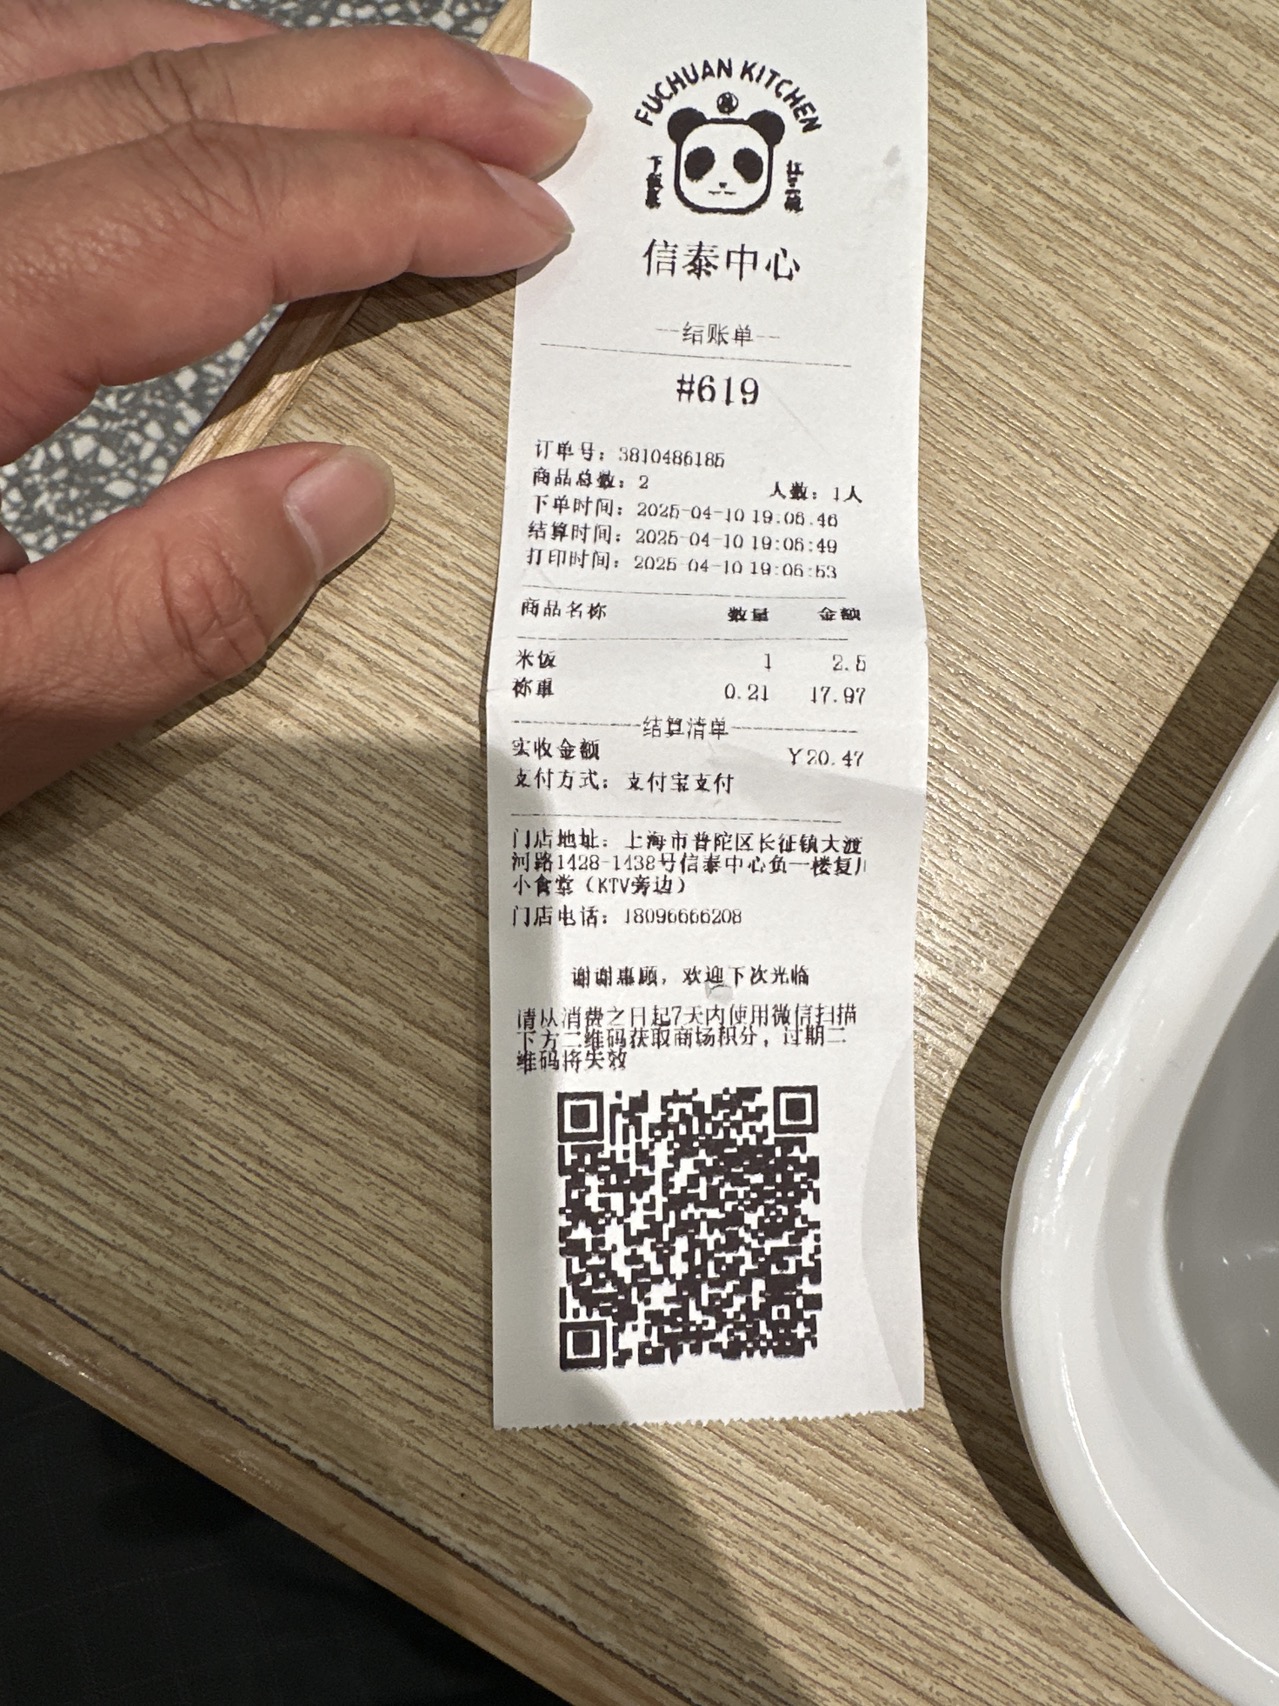 FUCHUAN KITCHEN
下饭菜
扛三碗
信泰中心
--结账单--
#619
订单号：3810486185
商品总数：2 人数：1人
下单时间：2025-04-10 19:06:46
结算时间：2025-04-10 19:06:49
打印时间：2025-04-10 19:06:53
商品名称 数量 金额
米饭 1 2.5
称重 0.21 17.97
结算清单
实收金额 ¥20.47
支付方式：支付宝支付
门店地址：上海市普陀区长征镇大渡
河路1428-1438号信泰中心负一楼复川
小食堂（KTV旁边）
门店电话：18096666208
谢谢惠顾，欢迎下次光临
请从消费之日起7天内使用微信扫描
下方二维码获取商场积分，过期二
维码将失效